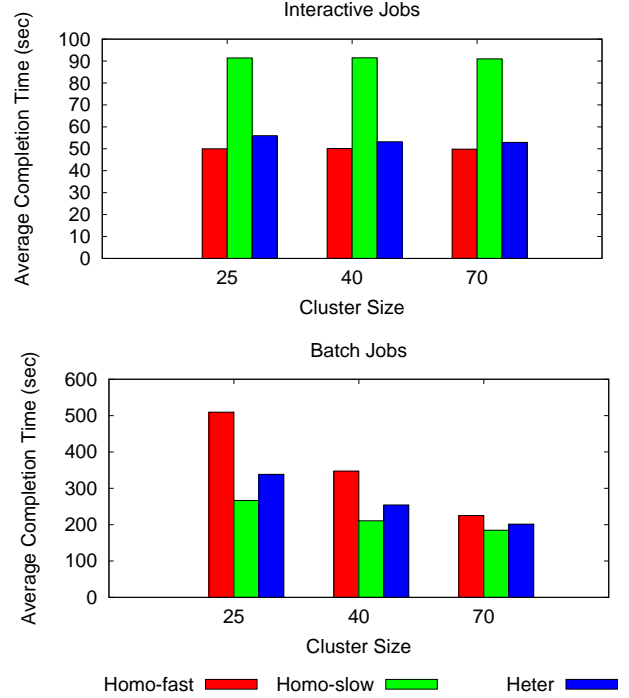 Interactive Jobs
Average Completion Time (sec)
100
90
80
70
60
50
40
30
20
10
0
25 40 70
Cluster Size
Batch Jobs
Average Completion Time (sec)
600
500
400
300
200
100
0
25 40 70
Cluster Size
Homo-fast Homo-slow Heter